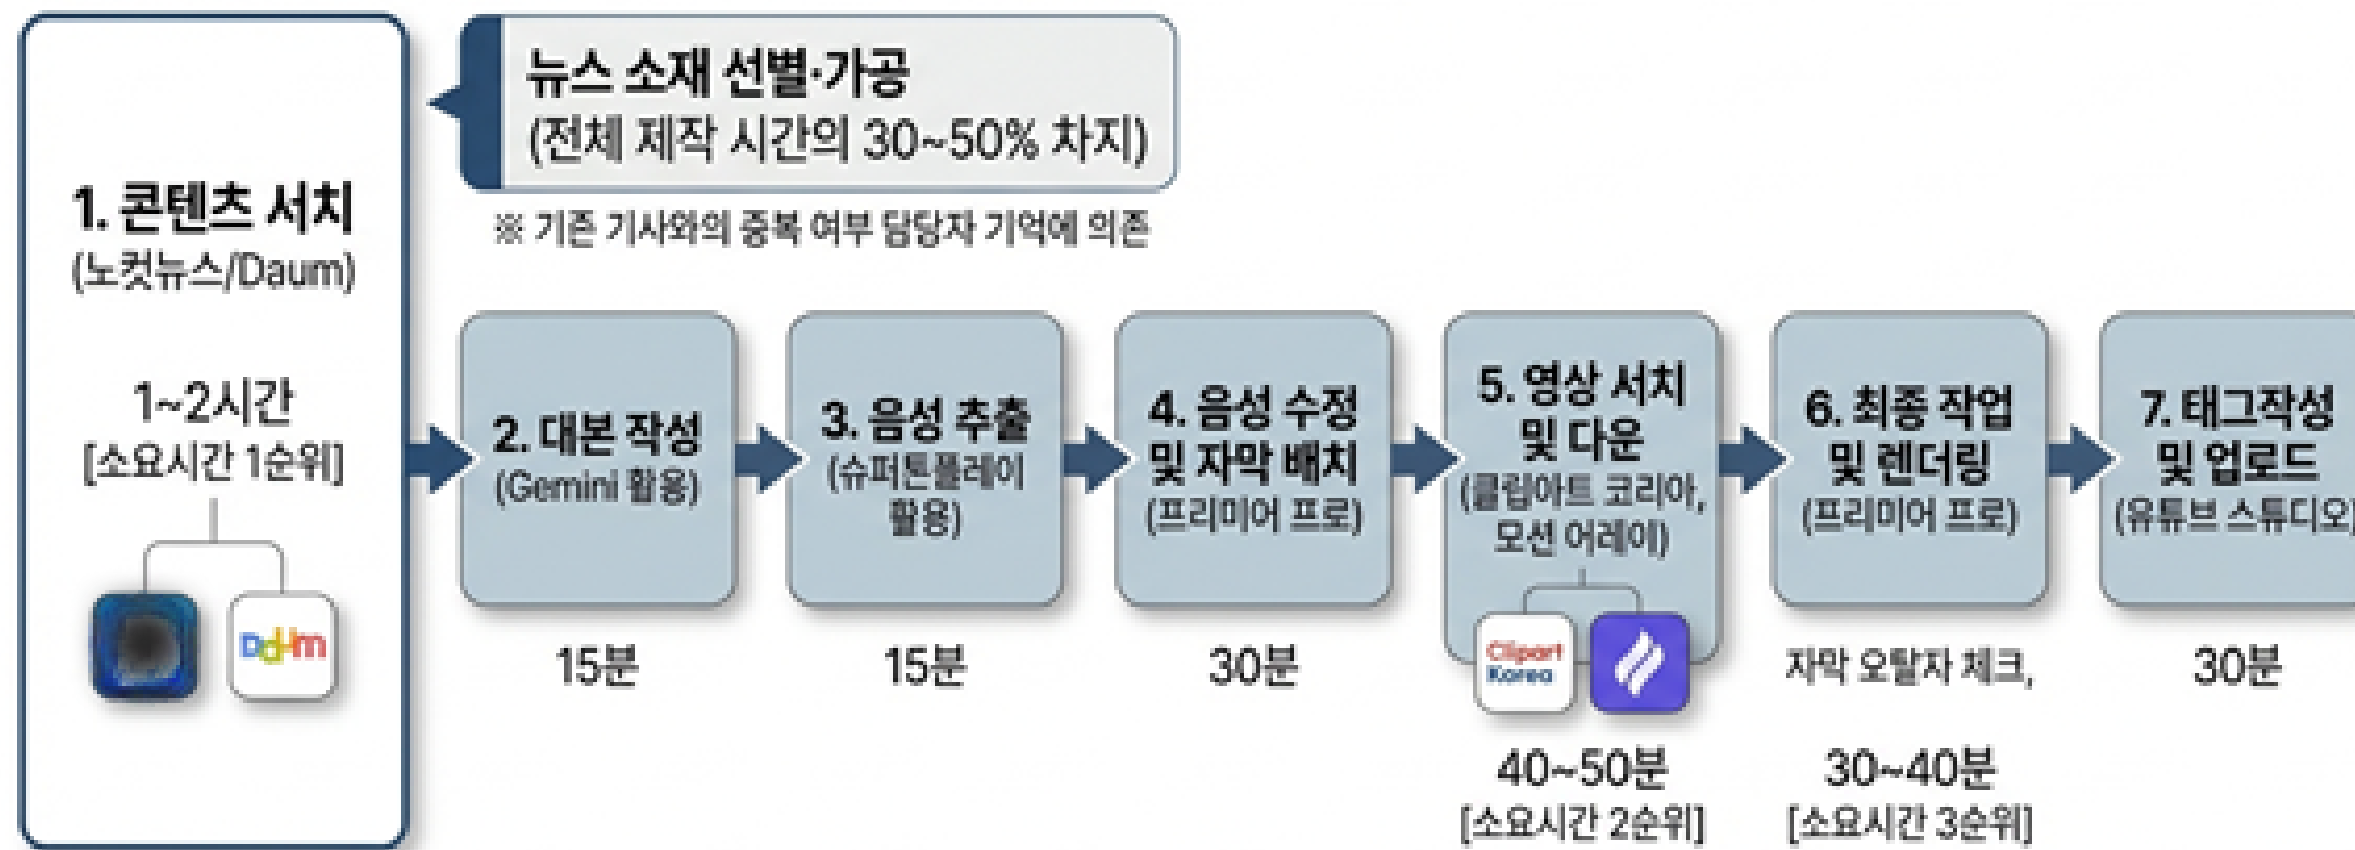 뉴스 소재 선별·가공
(전체 제작 시간의 30~50% 차지)
※ 기존 기사와의 중복 여부 담당자 기억에 의존
1. 콘텐츠 서치
(노컷뉴스/Daum)
1~2시간
[소요시간 1순위]
2. 대본 작성
(Gemini 활용)
15분
3. 음성 추출
(슈퍼톤플레이
활용)
15분
4. 음성 수정
및 자막 배치
(프리미어 프로)
30분
5. 영상 서치
및 다운
(클립아트 코리아,
모션 어레이)
Clipart
Korea
40~50분
[소요시간 2순위]
6. 최종 작업
및 렌더링
(프리미어 프로)
자막 오탈자 체크,
30~40분
[소요시간 3순위]
7. 태그작성
및 업로드
(유튜브 스튜디오)
30분